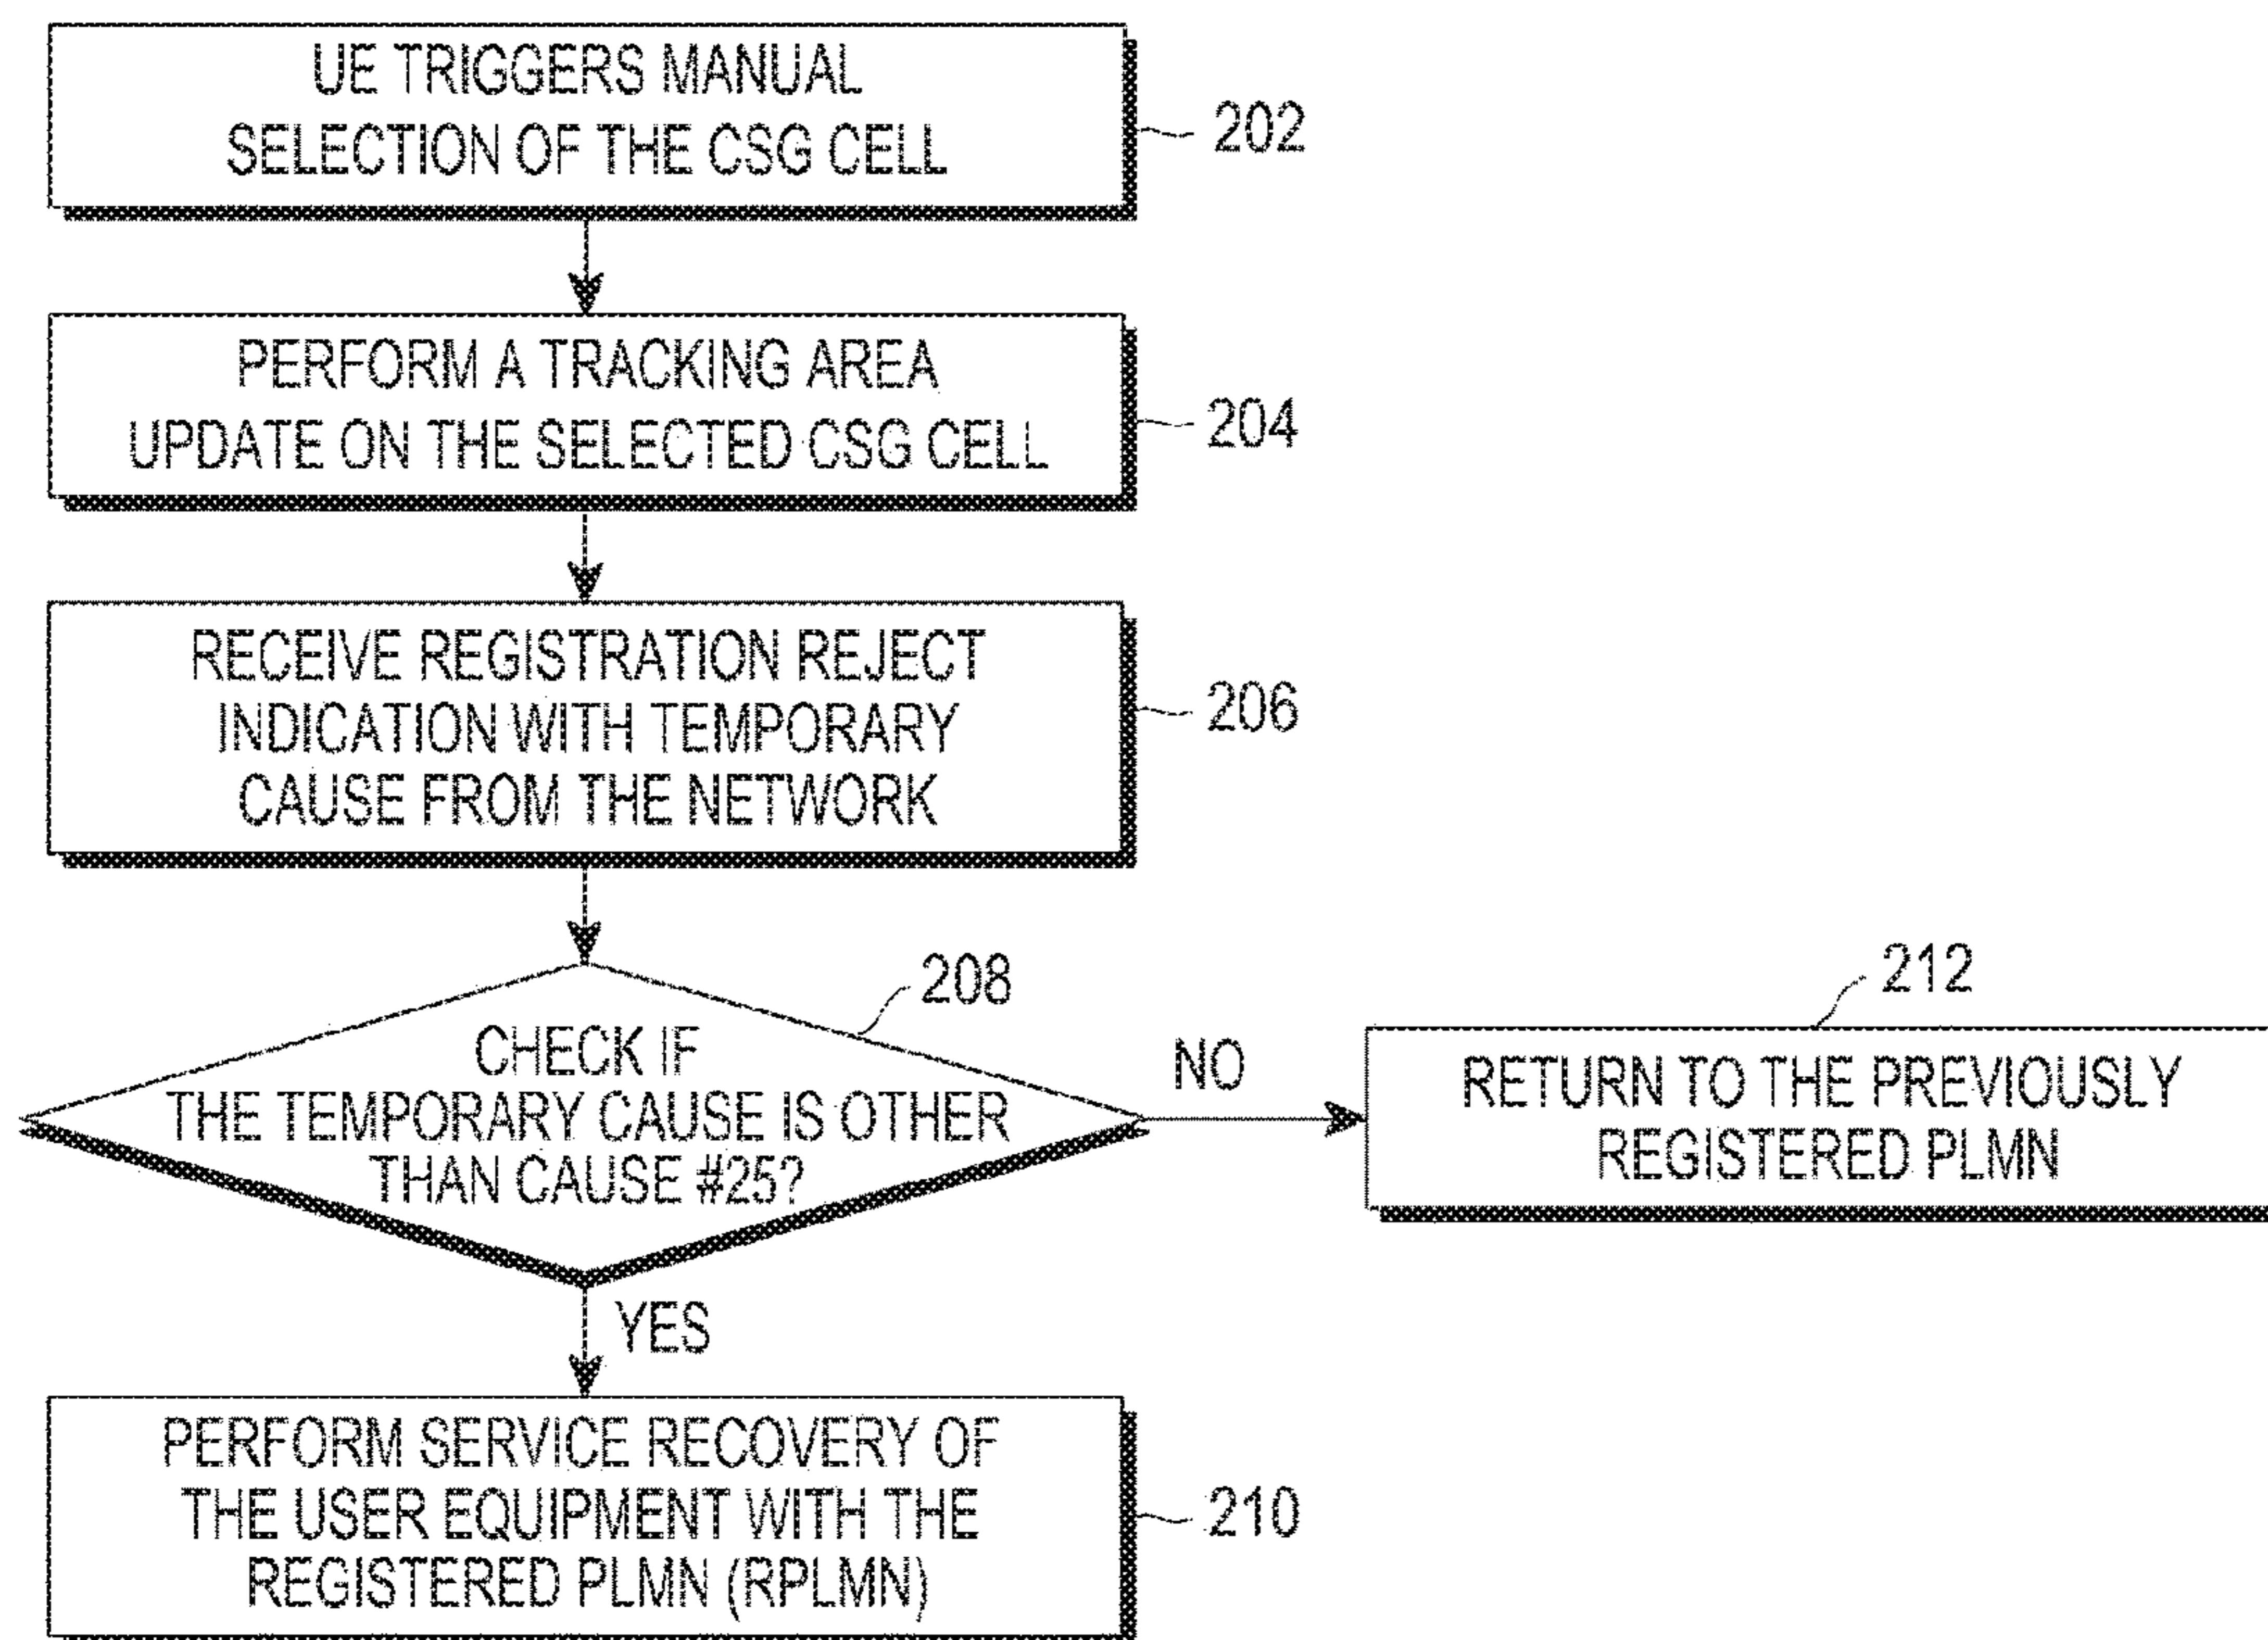 UE TRIGGERS MANUAL
SELECTION OF THE CSG CELL
202
PERFORM A TRACKING AREA
UPDATE ON THE SELECTED CSG CELL
204
RECEIVE REGISTRATION REJECT
INDICATION WITH TEMPORARY
CAUSE FROM THE NETWORK
206
208
CHECK IF
THE TEMPORARY CAUSE IS OTHER
THAN CAUSE #25?
NO
212
RETURN TO THE PREVIOUSLY
REGISTERED PLMN
YES
PERFORM SERVICE RECOVERY OF
THE USER EQUIPMENT WITH THE
REGISTERED PLMN (RPLMN)
210